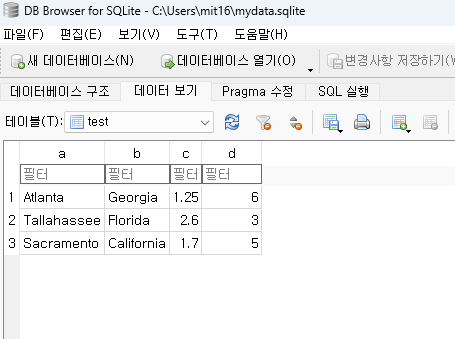 DB Browser for SQLite - C:\Users\mit16\mydata.sqlite
파일(F) 편집(E) 보기(V) 도구(T) 도움말(H)
새 데이터베이스(N) 데이터베이스 열기(O) 변경사항 저장하기(W
데이터베이스 구조 데이터 보기 Pragma 수정 SQL 실행
테이블(T): test
a b c d
필터 필터 필터 필터
1 Atlanta Georgia 1.25 6
2 Tallahassee Florida 2.6 3
3 Sacramento California 1.7 5